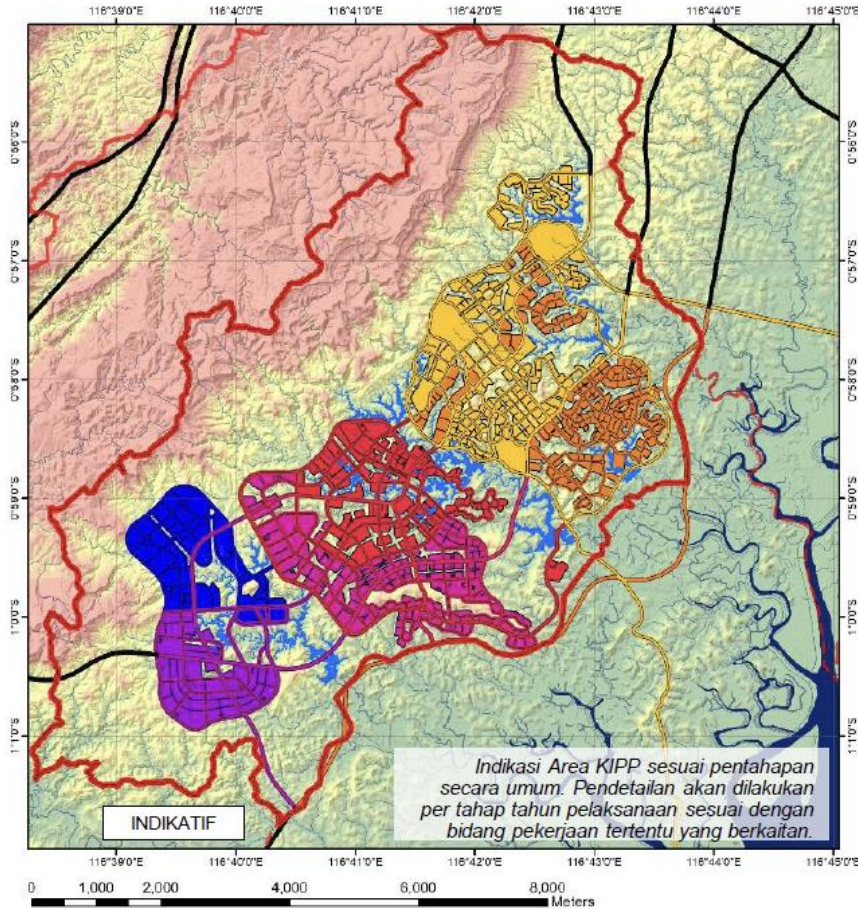 116°39'0"E 116°40'0"E 116°41'0"E 116°42'0"E 116°43'0"E 116°44'0"E 116°45'0"E
0°56'0"S 0°56'0"S
0°57'0"S 0°57'0"S
0°58'0"S 0°58'0"S
0°59'0"S 0°59'0"S
1°0'0"S 1°0'0"S
1°1'0"S 1°1'0"S
Indikasi Area KIPP sesuai pentahapan
secara umum. Pendetailan akan dilakukan
per tahap tahun pelaksanaan sesuai dengan
bidang pekerjaan tertentu yang berkaitan.
INDIKATIF
116°39'0"E 116°40'0"E 116°41'0"E 116°42'0"E 116°43'0"E 116°44'0"E 116°45'0"E
0 1,000 2,000 4,000 6,000 8,000
Meters